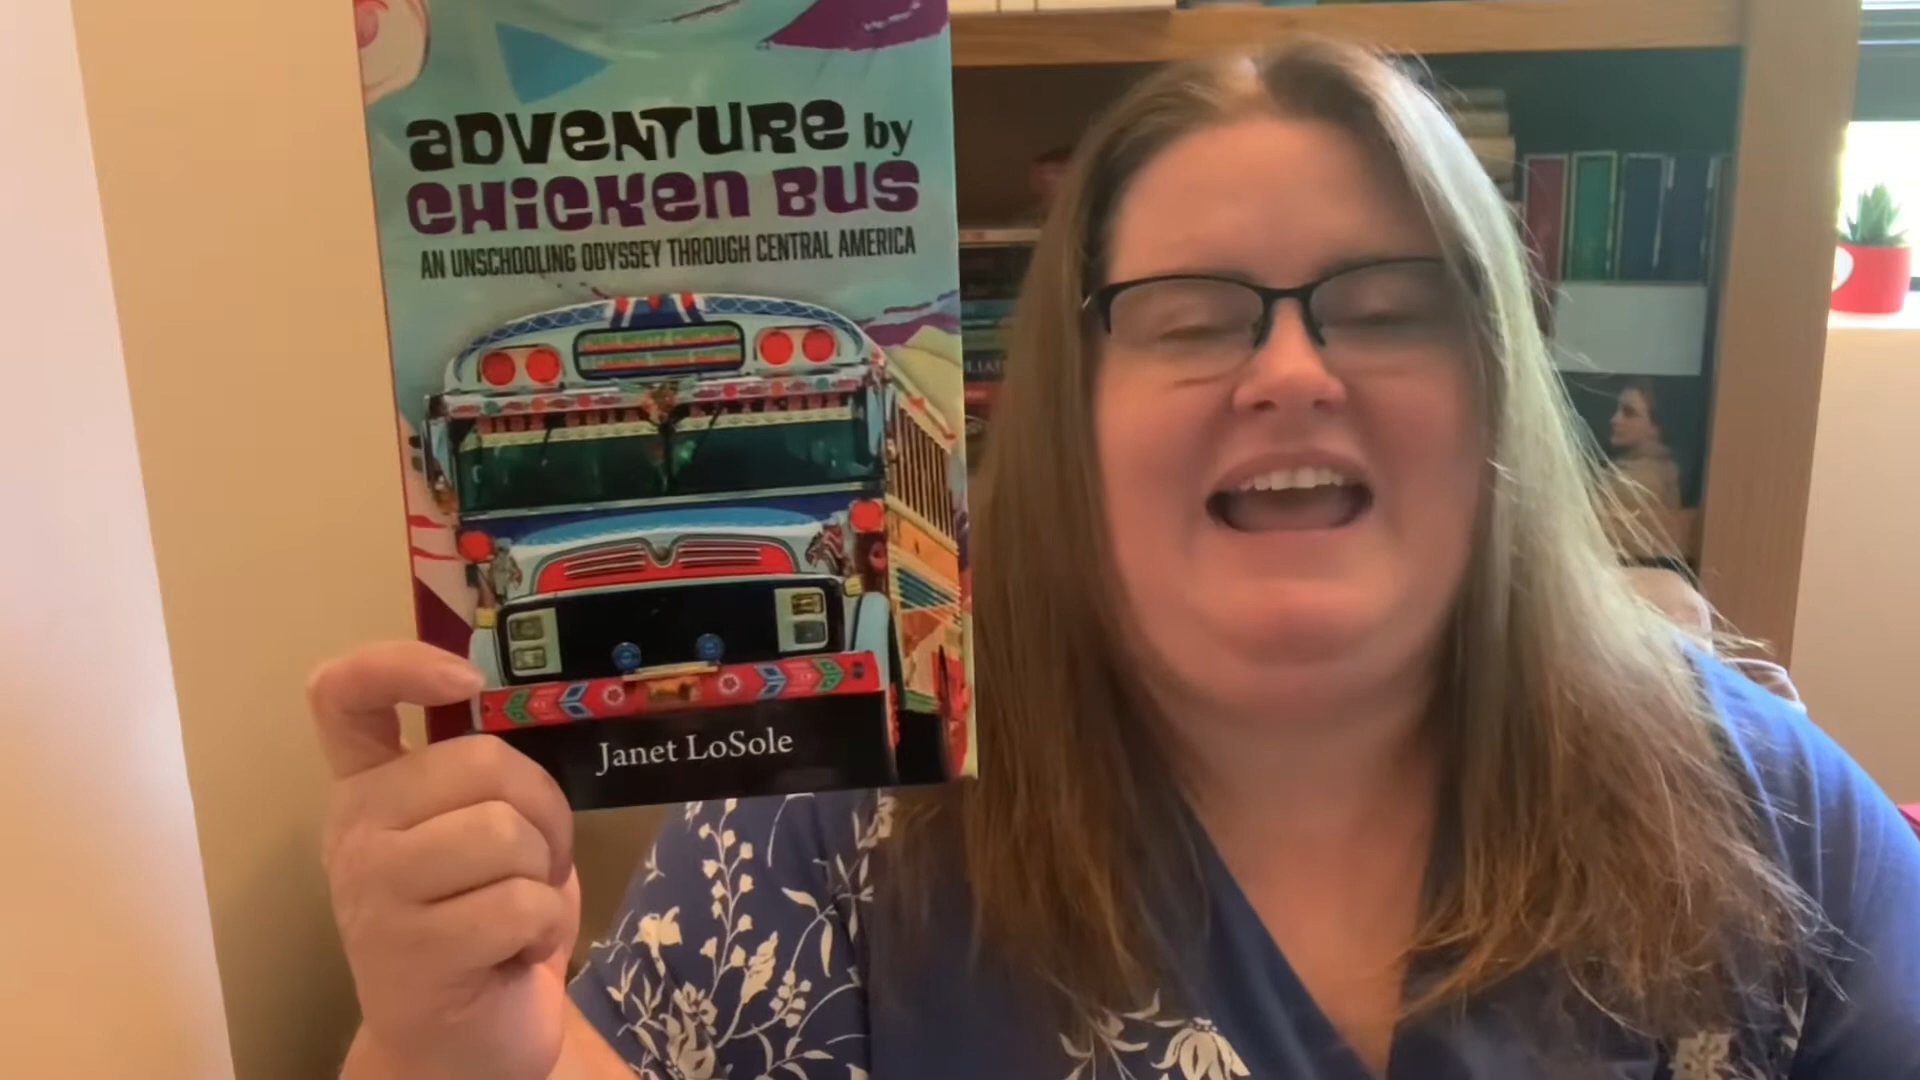 ADVENTURE by
CHICKEN BUS
AN UNSCHOOLING ODYSSEY THROUGH CENTRAL AMERICA
Janet LoSole